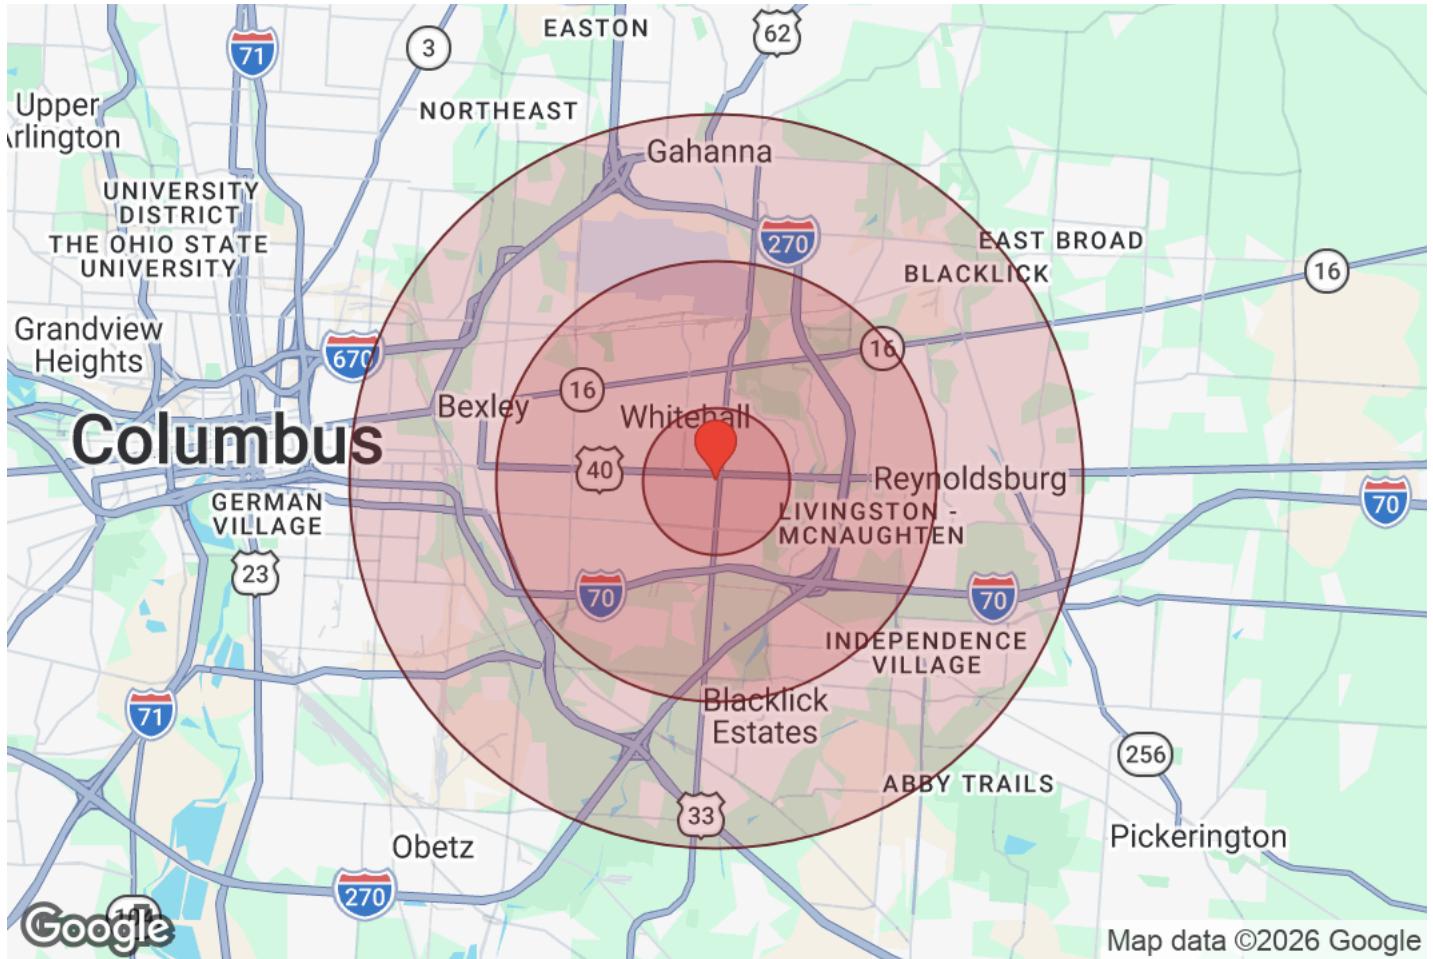 EASTON
62
71
3
Upper
Arlington
NORTHEAST
Gahanna
UNIVERSITY
DISTRICT
THE OHIO STATE
UNIVERSITY
270
EAST BROAD
BLACKLICK
16
Grandview
Heights
670
16
16
Bexley
Whitehall
Columbus
40
Reynoldsburg
70
GERMAN
VILLAGE
LIVINGSTON -
MCNAUGHTEN
23
70
70
INDEPENDENCE
VILLAGE
71
Blacklick
Estates
256
ABBY TRAILS
33
Pickerington
Obetz
270
Google
Map data ©2026 Google